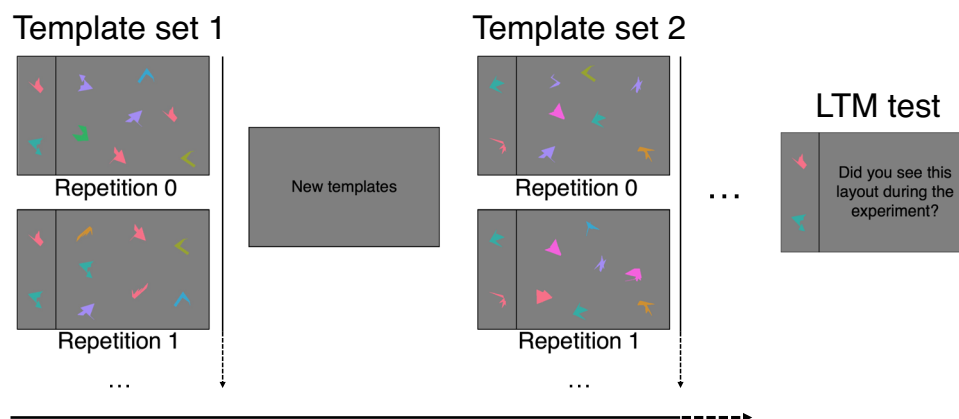 Template set 1
Repetition 0
Repetition 1
...
New templates
Template set 2
Repetition 0
Repetition 1
...
...
LTM test
Did you see this
layout during the
experiment?